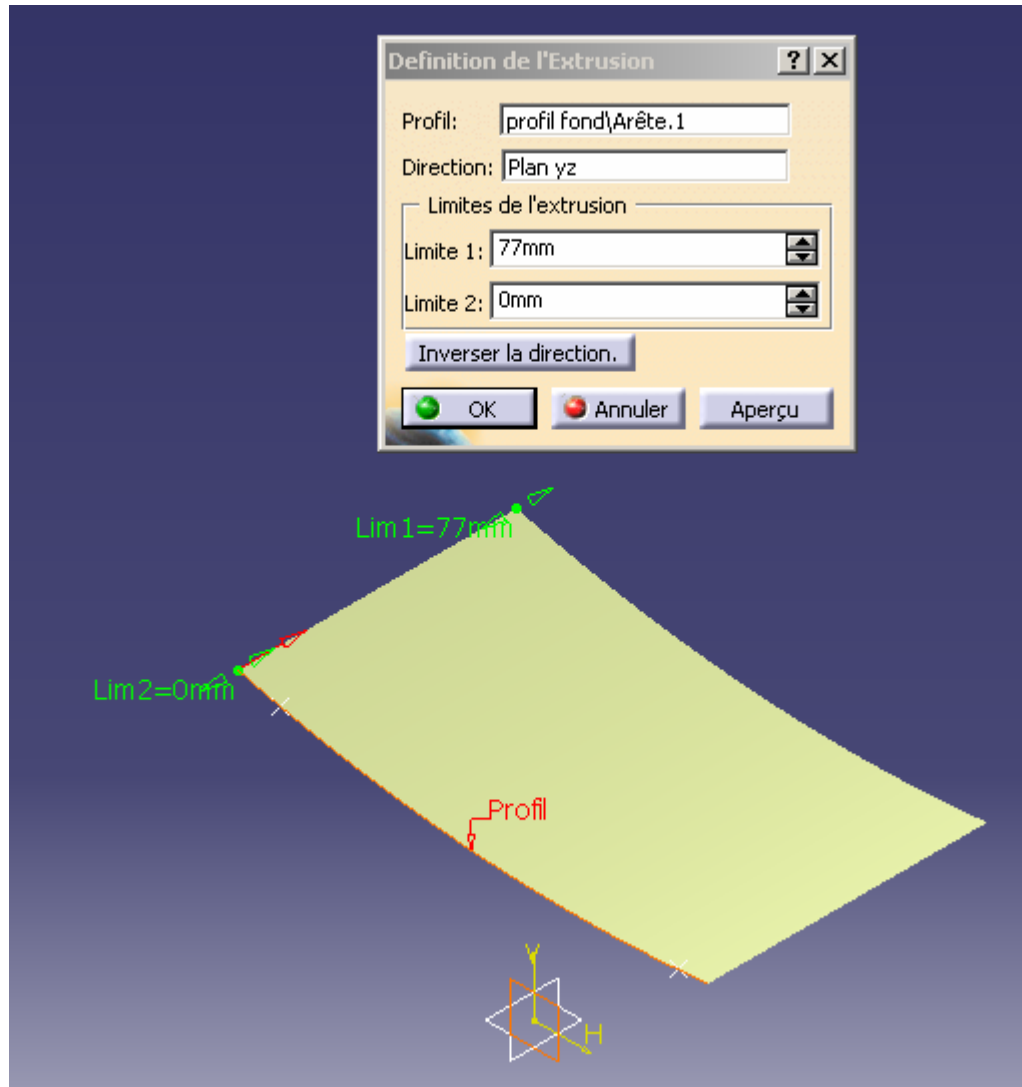 Definition de l'Extrusion ? X
Profil: profil fond\Arête.1
Direction: Plan yz
Limites de l'extrusion
Limite 1: 77mm
Limite 2: 0mm
Inverser la direction.
OK Annuler Aperçu
Lim1=77mm
Lim2=0mm
Profil
V
H